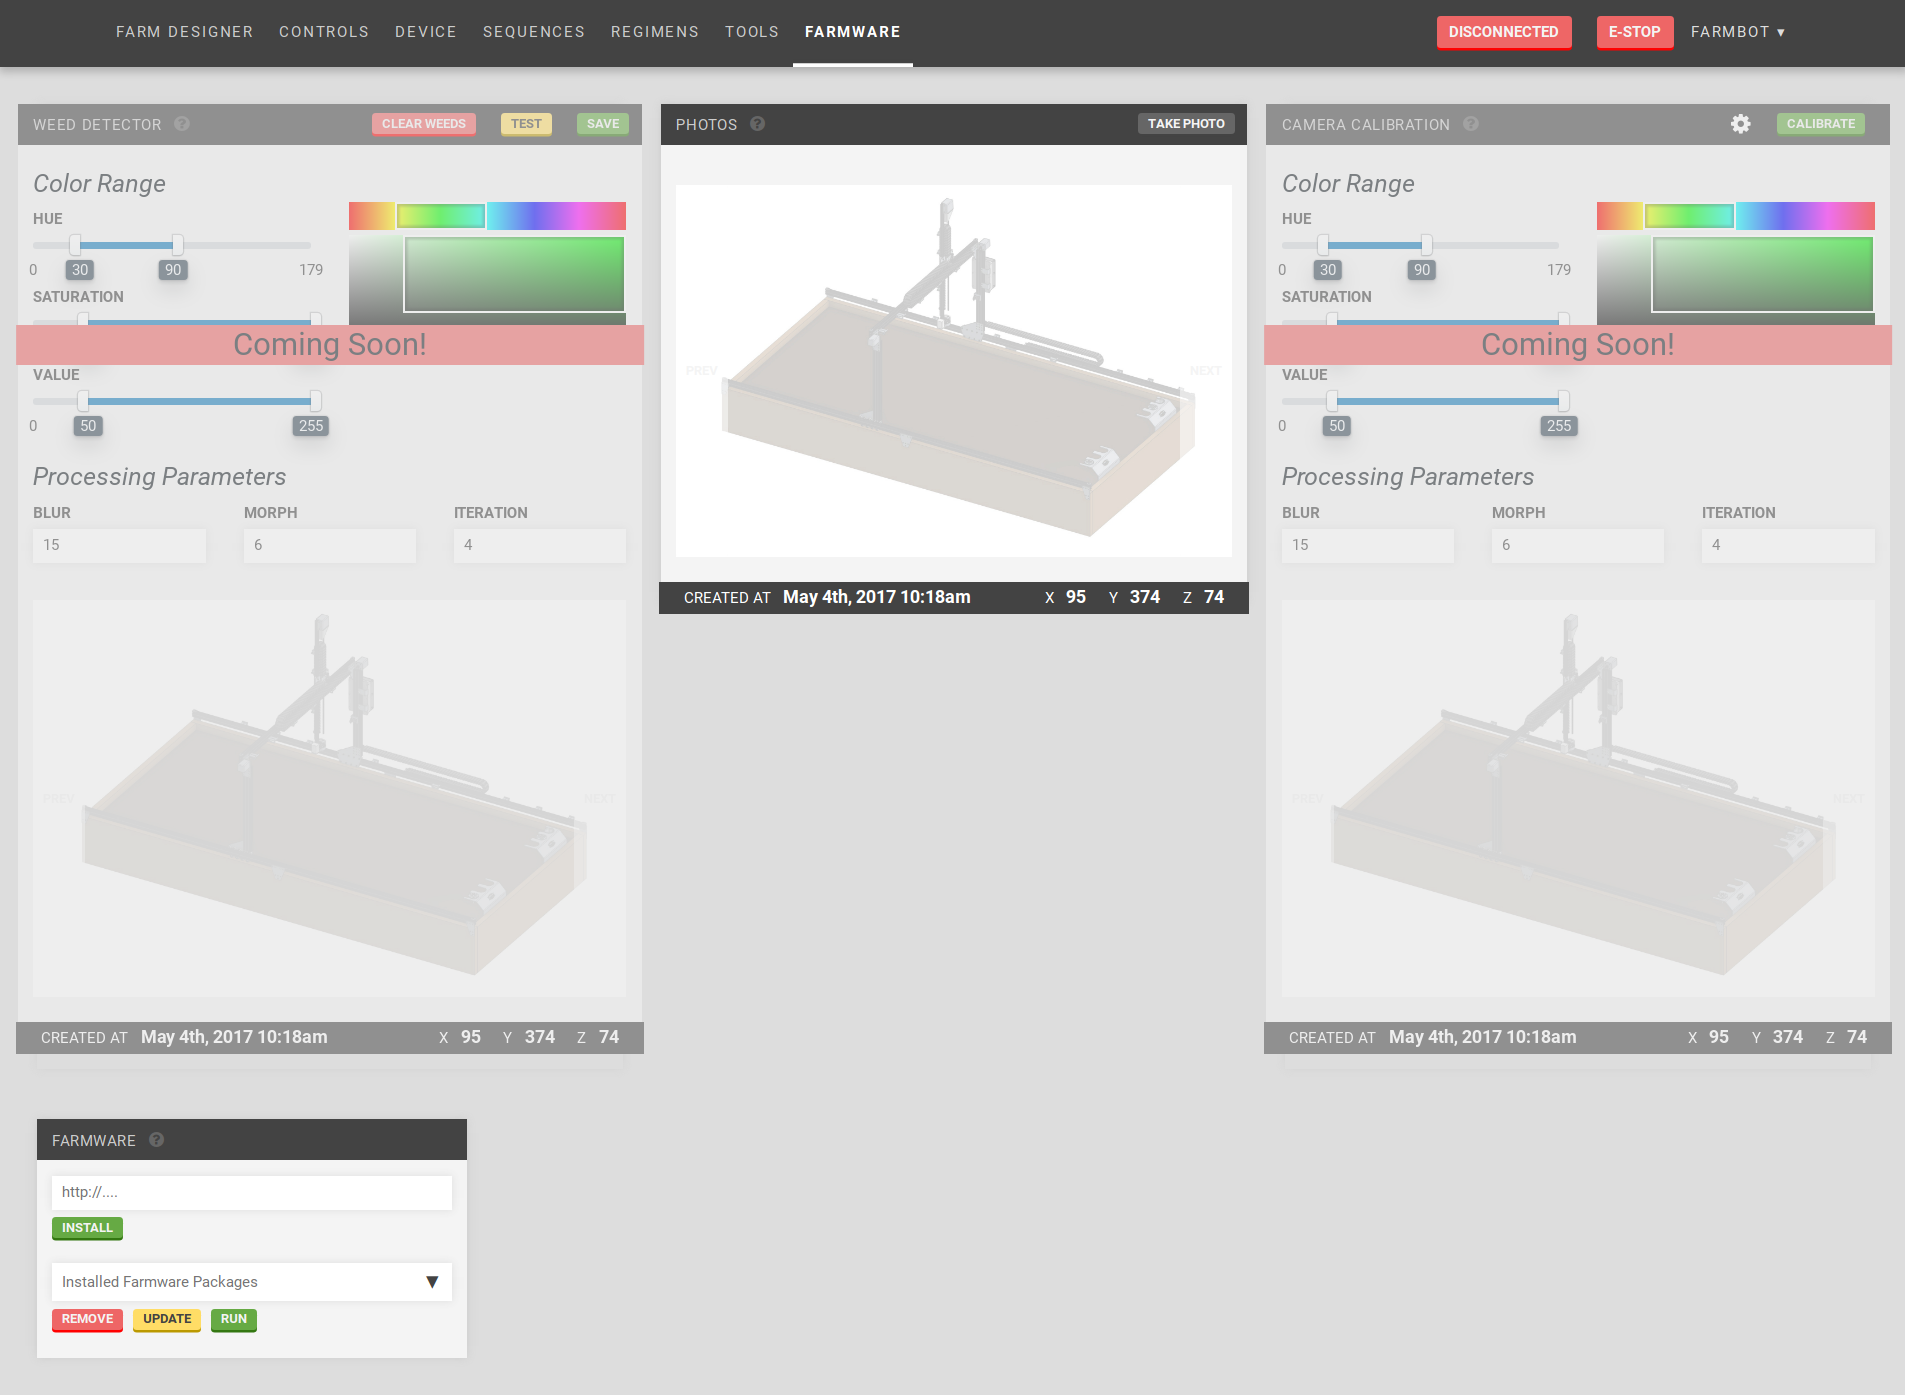 FARM DESIGNER CONTROLS DEVICE SEQUENCES REGIMENS TOOLS FARMWARE DISCONNECTED E-STOP FARMBOT ▾
WEED DETECTOR ? CLEAR WEEDS TEST SAVE
Color Range
HUE
0 30 90 179
SATURATION
Coming Soon!
VALUE
0 50 255
Processing Parameters
BLUR MORPH ITERATION
15 6 4
PREV NEXT
CREATED AT May 4th, 2017 10:18am X 95 Y 374 Z 74
PHOTOS ? TAKE PHOTO
PREV NEXT
CREATED AT May 4th, 2017 10:18am X 95 Y 374 Z 74
CAMERA CALIBRATION ? CALIBRATE
Color Range
HUE
0 30 90 179
SATURATION
Coming Soon!
VALUE
0 50 255
Processing Parameters
BLUR MORPH ITERATION
15 6 4
PREV NEXT
CREATED AT May 4th, 2017 10:18am X 95 Y 374 Z 74
FARMWARE ?
http://....
INSTALL
Installed Farmware Packages ▼
REMOVE UPDATE RUN